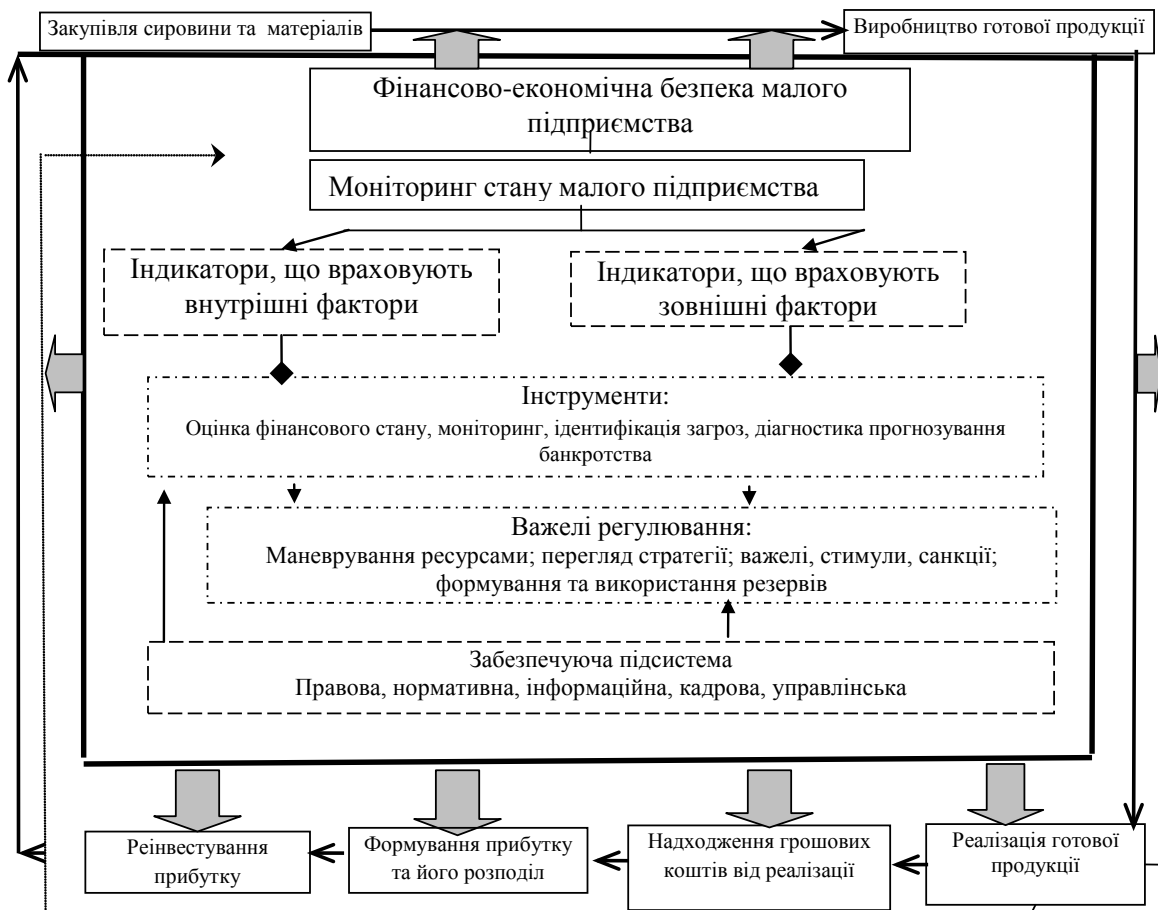 Закупівля сировини та матеріалів
Виробництво готової продукції
Фінансово-економічна безпека малого
підприємства
Моніторинг стану малого підприємства
Індикатори, що враховують
внутрішні фактори
Індикатори, що враховують
зовнішні фактори
Інструменти:
Оцінка фінансового стану, моніторинг, ідентифікація загроз, діагностика прогнозування
банкротства
Важелі регулювання:
Маневрування ресурсами; перегляд стратегії; важелі, стимули, санкції;
формування та використання резервів
Забезпечуюча підсистема
Правова, нормативна, інформаційна, кадрова, управлінська
Реінвестування
прибутку
Формування прибутку
та його розподіл
Надходження грошових
коштів від реалізації
Реалізація готової
продукції